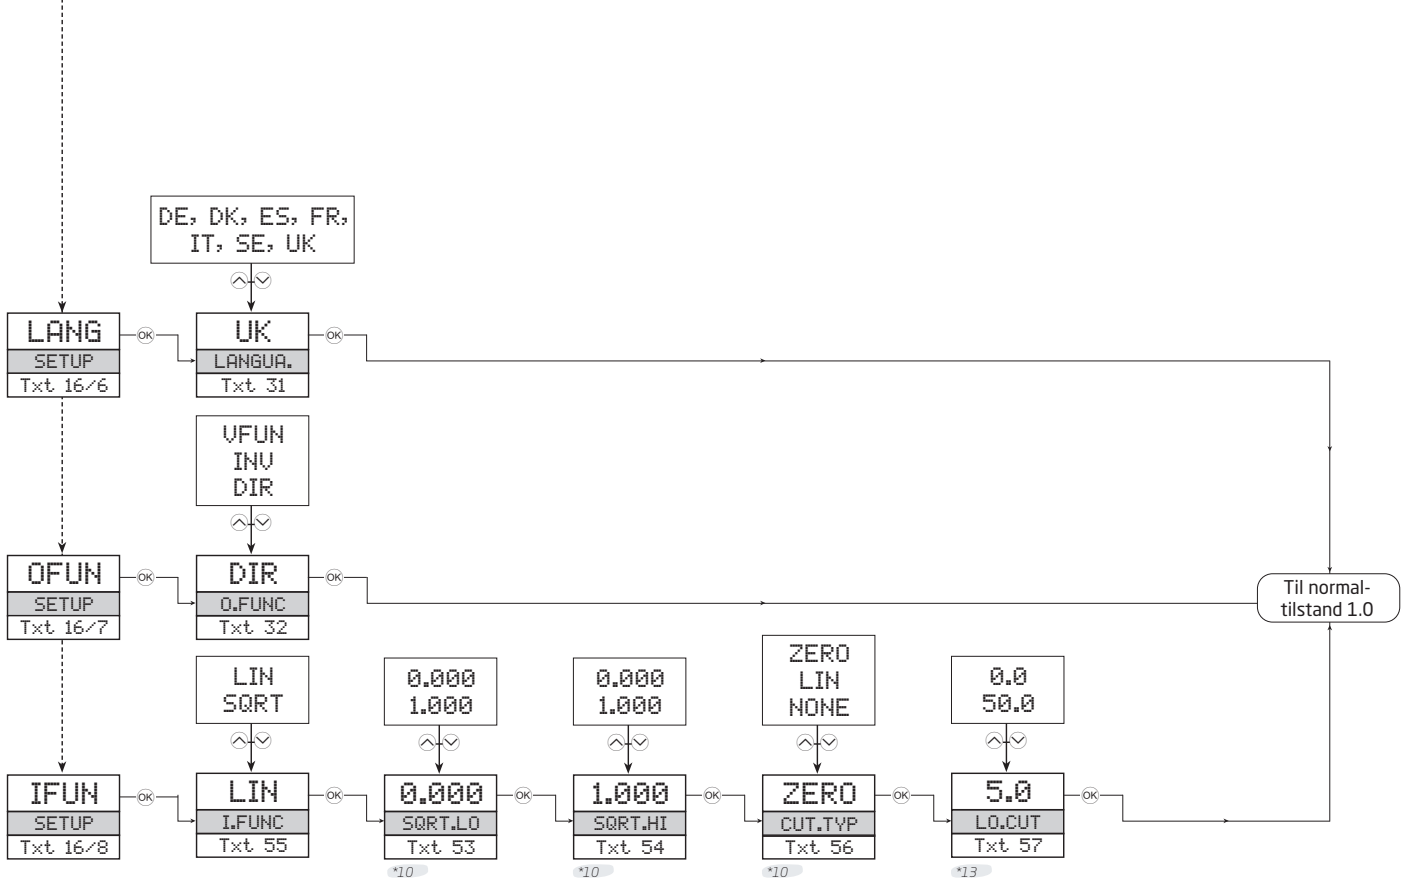 DE, DK, ES, FR,
IT, SE, UK
LANG
SETUP
Txt 16/6
OK
UK
LANGUA.
Txt 31
OK
VFUN
INV
DIR
OFUN
SETUP
Txt 16/7
OK
DIR
O.FUNC
Txt 32
OK
Til normal-
tilstand 1.0
LIN
SQRT
0.000
1.000
0.000
1.000
ZERO
LIN
NONE
0.0
50.0
IFUN
SETUP
Txt 16/8
OK
LIN
I.FUNC
Txt 55
OK
0.000
SQRT.LO
Txt 53
*10
OK
1.000
SQRT.HI
Txt 54
*10
OK
ZERO
CUT.TYP
Txt 56
*10
OK
5.0
LO.CUT
Txt 57
*13
OK